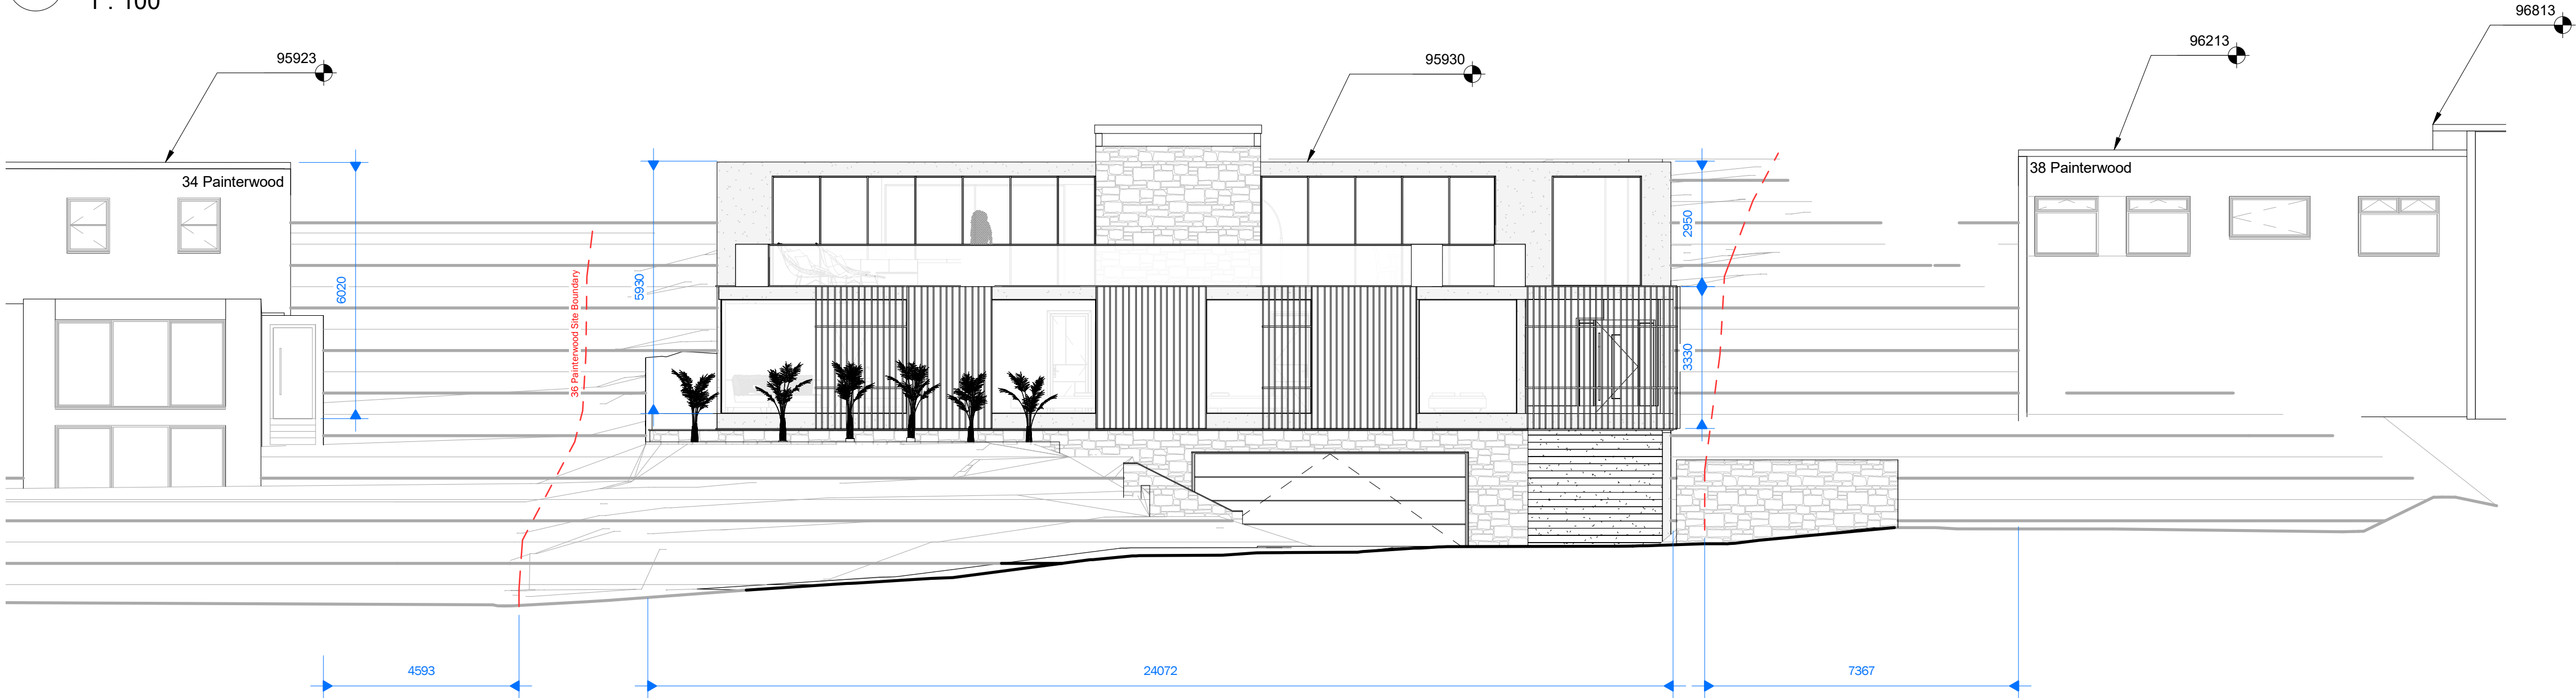 1 : 100
96813
96213
95930
95923
34 Painterwood
38 Painterwood
6020
5930
2950
3330
36 Painterwood Site Boundary
4593
24072
7367